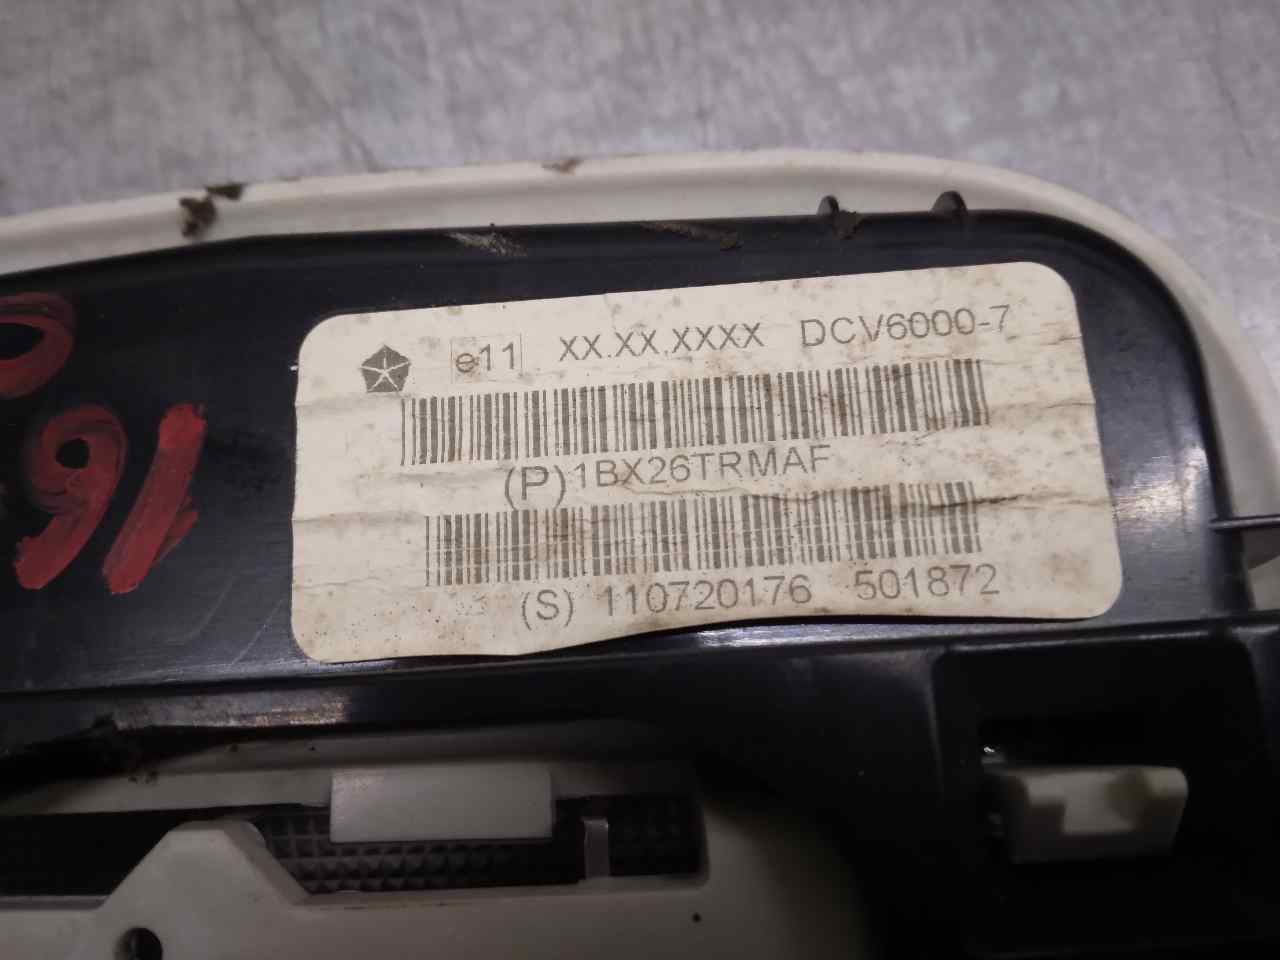 e11 XX.XX.XXXX DCV6000-7
(P)1BX26TRMAF
(S) 110720176 501872